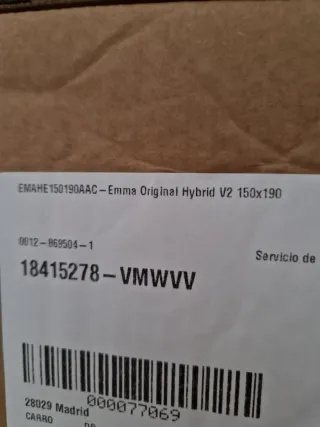 EMAHE150190AAC-Emma Original Hybrid V2 150x190
0012-869504-1
Servicio de
18415278-VMWVV
000077069
28029 Madrid
CARRO